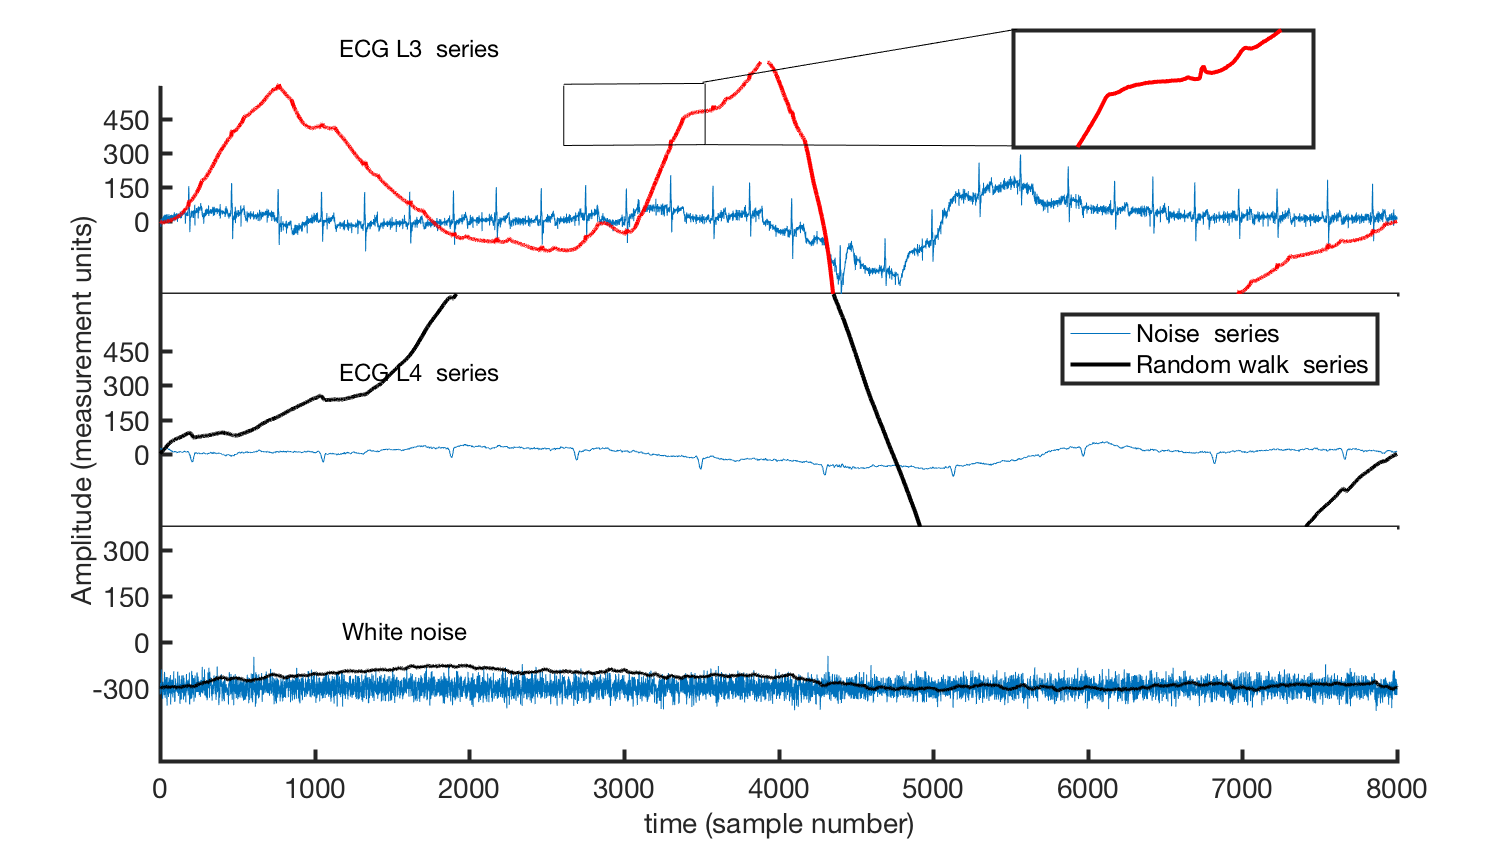 ECG L3 series
450
300
150
0
Amplitude (measurement units)
Noise series
Random walk series
450
ECG L4 series
300
150
0
300
150
White noise
0
-300
0 1000 2000 3000 4000 5000 6000 7000 8000
time (sample number)